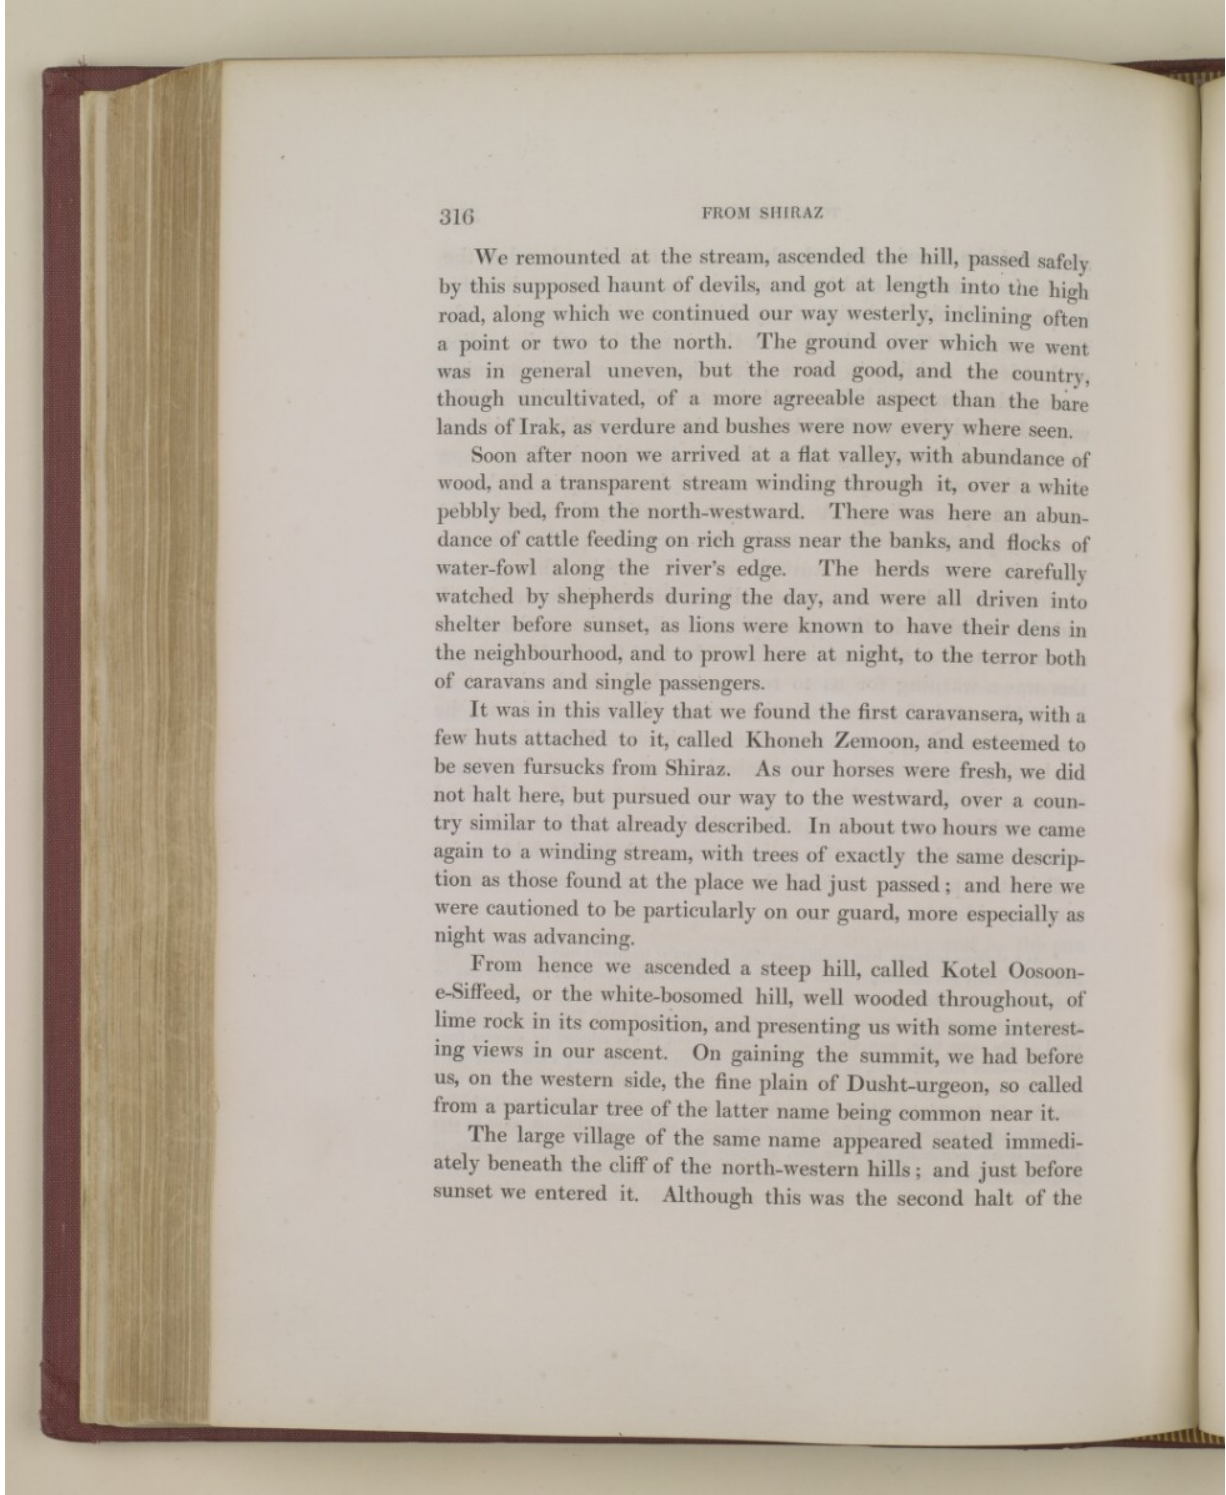 316
FROM SHIRAZ
We remounted at the stream, ascended the hill, passed safely
by this supposed haunt of devils, and got at length into the high
road, along which we continued our way westerly, inclining often
a point or two to the north. The ground over which we went
was in general uneven, but the road good, and the country,
though uncultivated, of a more agreeable aspect than the bare
lands of Irak, as verdure and bushes were now every where seen.
Soon after noon we arrived at a flat valley, with abundance of
wood, and a transparent stream winding through it, over a white
pebbly bed, from the north-westward. There was here an abun-
dance of cattle feeding on rich grass near the banks, and flocks of
water-fowl along the river's edge. The herds were carefully
watched by shepherds during the day, and were all driven into
shelter before sunset, as lions were known to have their dens in
the neighbourhood, and to prowl here at night, to the terror both
of caravans and single passengers.
It was in this valley that we found the first caravansera, with a
few huts attached to it, called Khoneh Zemoon, and esteemed to
be seven fursucks from Shiraz. As our horses were fresh, we did
not halt here, but pursued our way to the westward, over a coun-
try similar to that already described. In about two hours we came
again to a winding stream, with trees of exactly the same descrip-
tion as those found at the place we had just passed; and here we
were cautioned to be particularly on our guard, more especially as
night was advancing.
From hence we ascended a steep hill, called Kotel Oosoon-
e-Siffeed, or the white-bosomed hill, well wooded throughout, of
lime rock in its composition, and presenting us with some interest-
ing views in our ascent. On gaining the summit, we had before
us, on the western side, the fine plain of Dusht-urgeon, so called
from a particular tree of the latter name being common near it.
The large village of the same name appeared seated immedi-
ately beneath the cliff of the north-western hills; and just before
sunset we entered it. Although this was the second halt of the